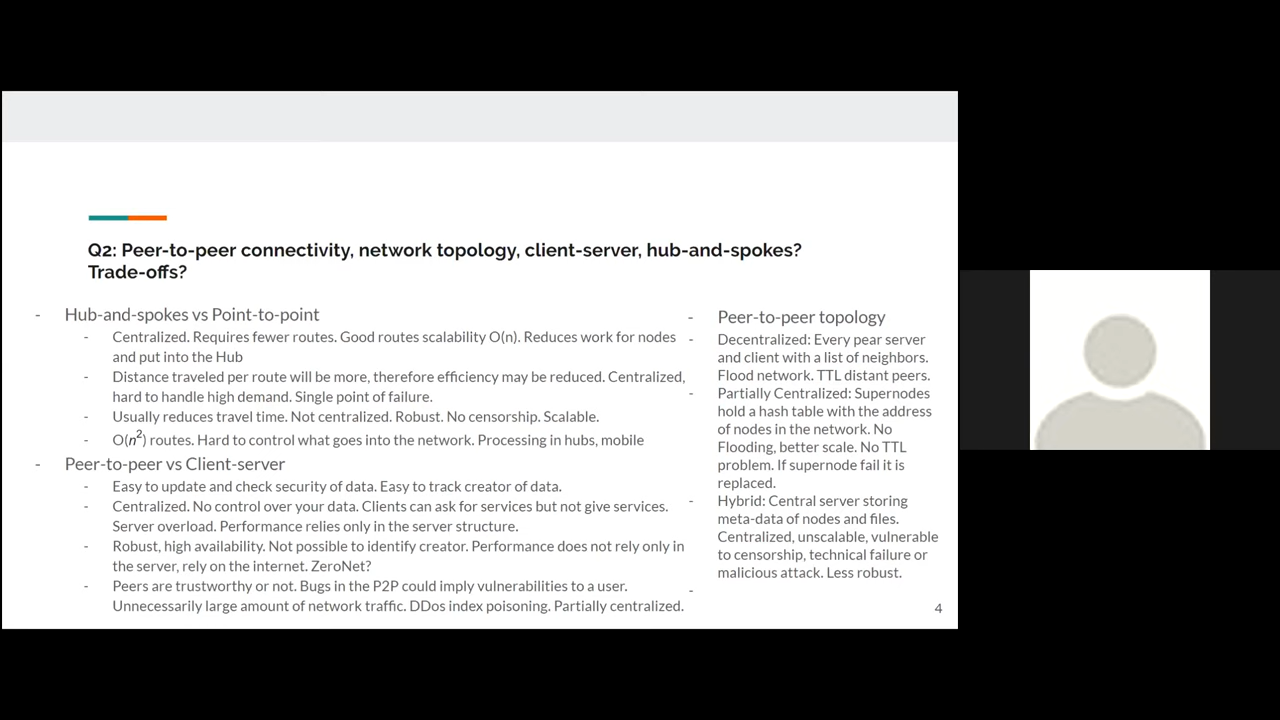 Q2: Peer-to-peer connectivity, network topology, client-server, hub-and-spokes?
Trade-offs?
- Hub-and-spokes vs Point-to-point
- Centralized. Requires fewer routes. Good routes scalability O(n). Reduces work for nodes
and put into the Hub
- Distance traveled per route will be more, therefore efficiency may be reduced. Centralized,
hard to handle high demand. Single point of failure.
- Usually reduces travel time. Not centralized. Robust. No censorship. Scalable.
- O(n²) routes. Hard to control what goes into the network. Processing in hubs, mobile
- Peer-to-peer vs Client-server
- Easy to update and check security of data. Easy to track creator of data.
- Centralized. No control over your data. Clients can ask for services but not give services.
Server overload. Performance relies only in the server structure.
- Robust, high availability. Not possible to identify creator. Performance does not rely only in
the server, rely on the internet. ZeroNet?
- Peers are trustworthy or not. Bugs in the P2P could imply vulnerabilities to a user.
Unnecessarily large amount of network traffic. DDos index poisoning. Partially centralized.
- Peer-to-peer topology
- Decentralized: Every pear server
and client with a list of neighbors.
Flood network. TTL distant peers.
- Partially Centralized: Supernodes
hold a hash table with the address
of nodes in the network. No
Flooding, better scale. No TTL
problem. If supernode fail it is
replaced.
- Hybrid: Central server storing
meta-data of nodes and files.
Centralized, unscalable, vulnerable
to censorship, technical failure or
malicious attack. Less robust.
-
4